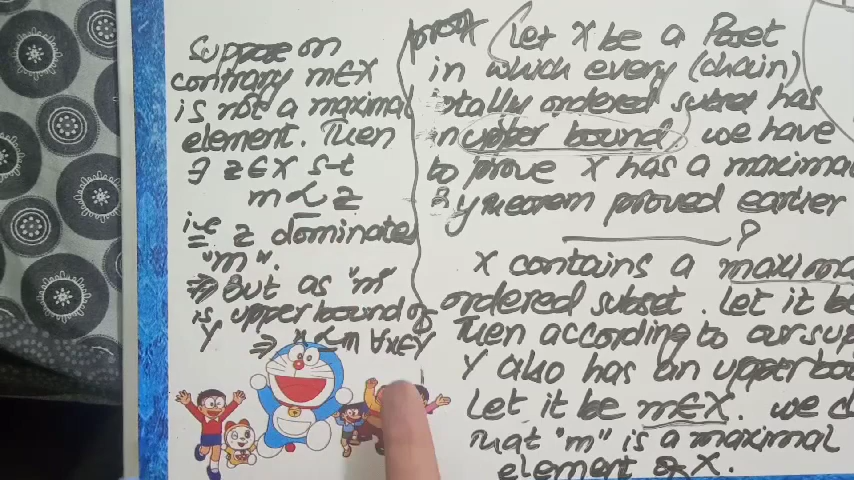 Suppose on
contrary m∈X
is not a maximal
element. Then
∃ z∈X s-t
m ≺ z
i.e z dominates
"m".
⇒ But as "m"
is upper bound of
Y ⇒ x ≤ m ∀x∈Y
proof Let X be a Poset
in which every (chain)
totally ordered subset has
an upper bound, we have
to prove X has a maximal
By Theorem proved earlier
X contains a maxima
ordered subset. Let it be
Then according to our sup
Y also has an upper bou
Let it be m∈X. we c
that "m" is a maximal
element of X.